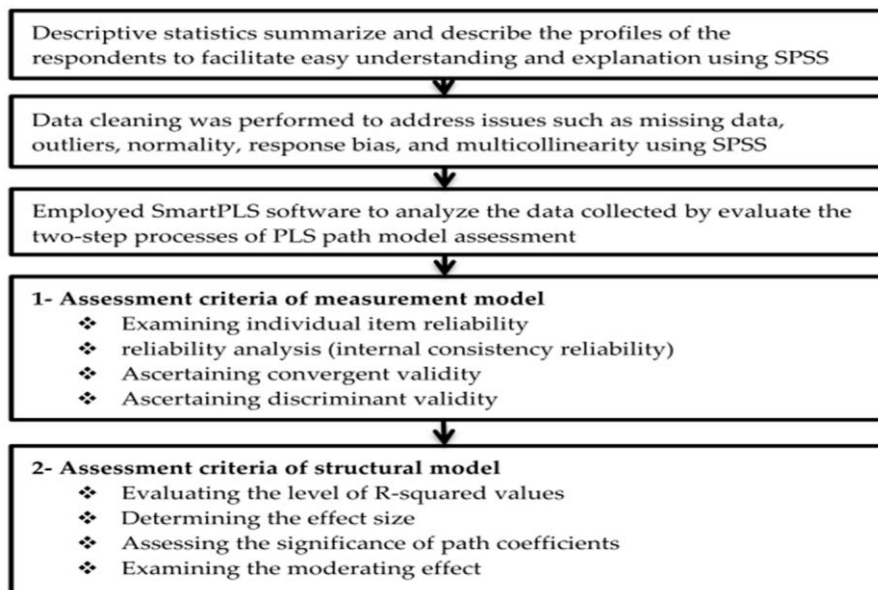 Descriptive statistics summarize and describe the profiles of the
respondents to facilitate easy understanding and explanation using SPSS
Data cleaning was performed to address issues such as missing data,
outliers, normality, response bias, and multicollinearity using SPSS
Employed SmartPLS software to analyze the data collected by evaluate the
two-step processes of PLS path model assessment
1- Assessment criteria of measurement model
❖ Examining individual item reliability
❖ reliability analysis (internal consistency reliability)
❖ Ascertaining convergent validity
❖ Ascertaining discriminant validity
2- Assessment criteria of structural model
❖ Evaluating the level of R-squared values
❖ Determining the effect size
❖ Assessing the significance of path coefficients
❖ Examining the moderating effect